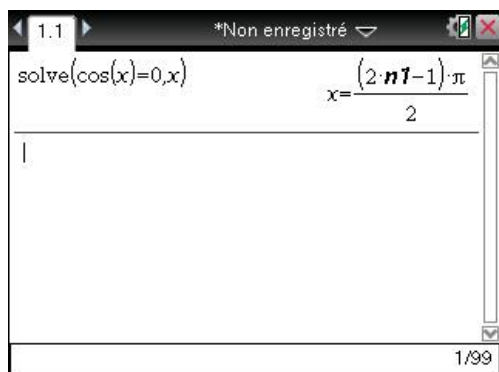 1.1 *Non enregistré
solve(cos(x)=0,x) x=((2·n1−1)·π)/2
1/99